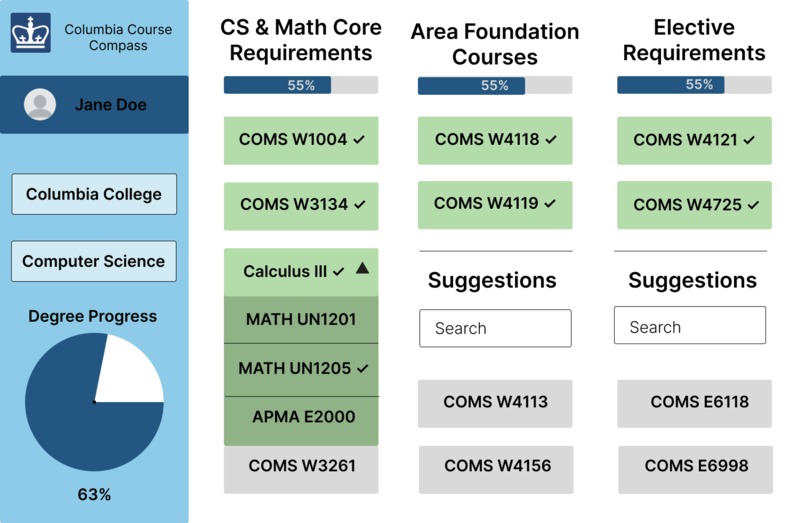 Columbia Course
Compass
Jane Doe
Columbia College
Computer Science
Degree Progress
63%
CS & Math Core
Requirements
55%
COMS W1004 ✓
COMS W3134 ✓
Calculus III ✓ ▲
MATH UN1201
MATH UN1205 ✓
APMA E2000
COMS W3261
Area Foundation
Courses
55%
COMS W4118 ✓
COMS W4119 ✓
Suggestions
Search
COMS W4113
COMS W4156
Elective
Requirements
55%
COMS W4121 ✓
COMS W4725 ✓
Suggestions
Search
COMS E6118
COMS E6998